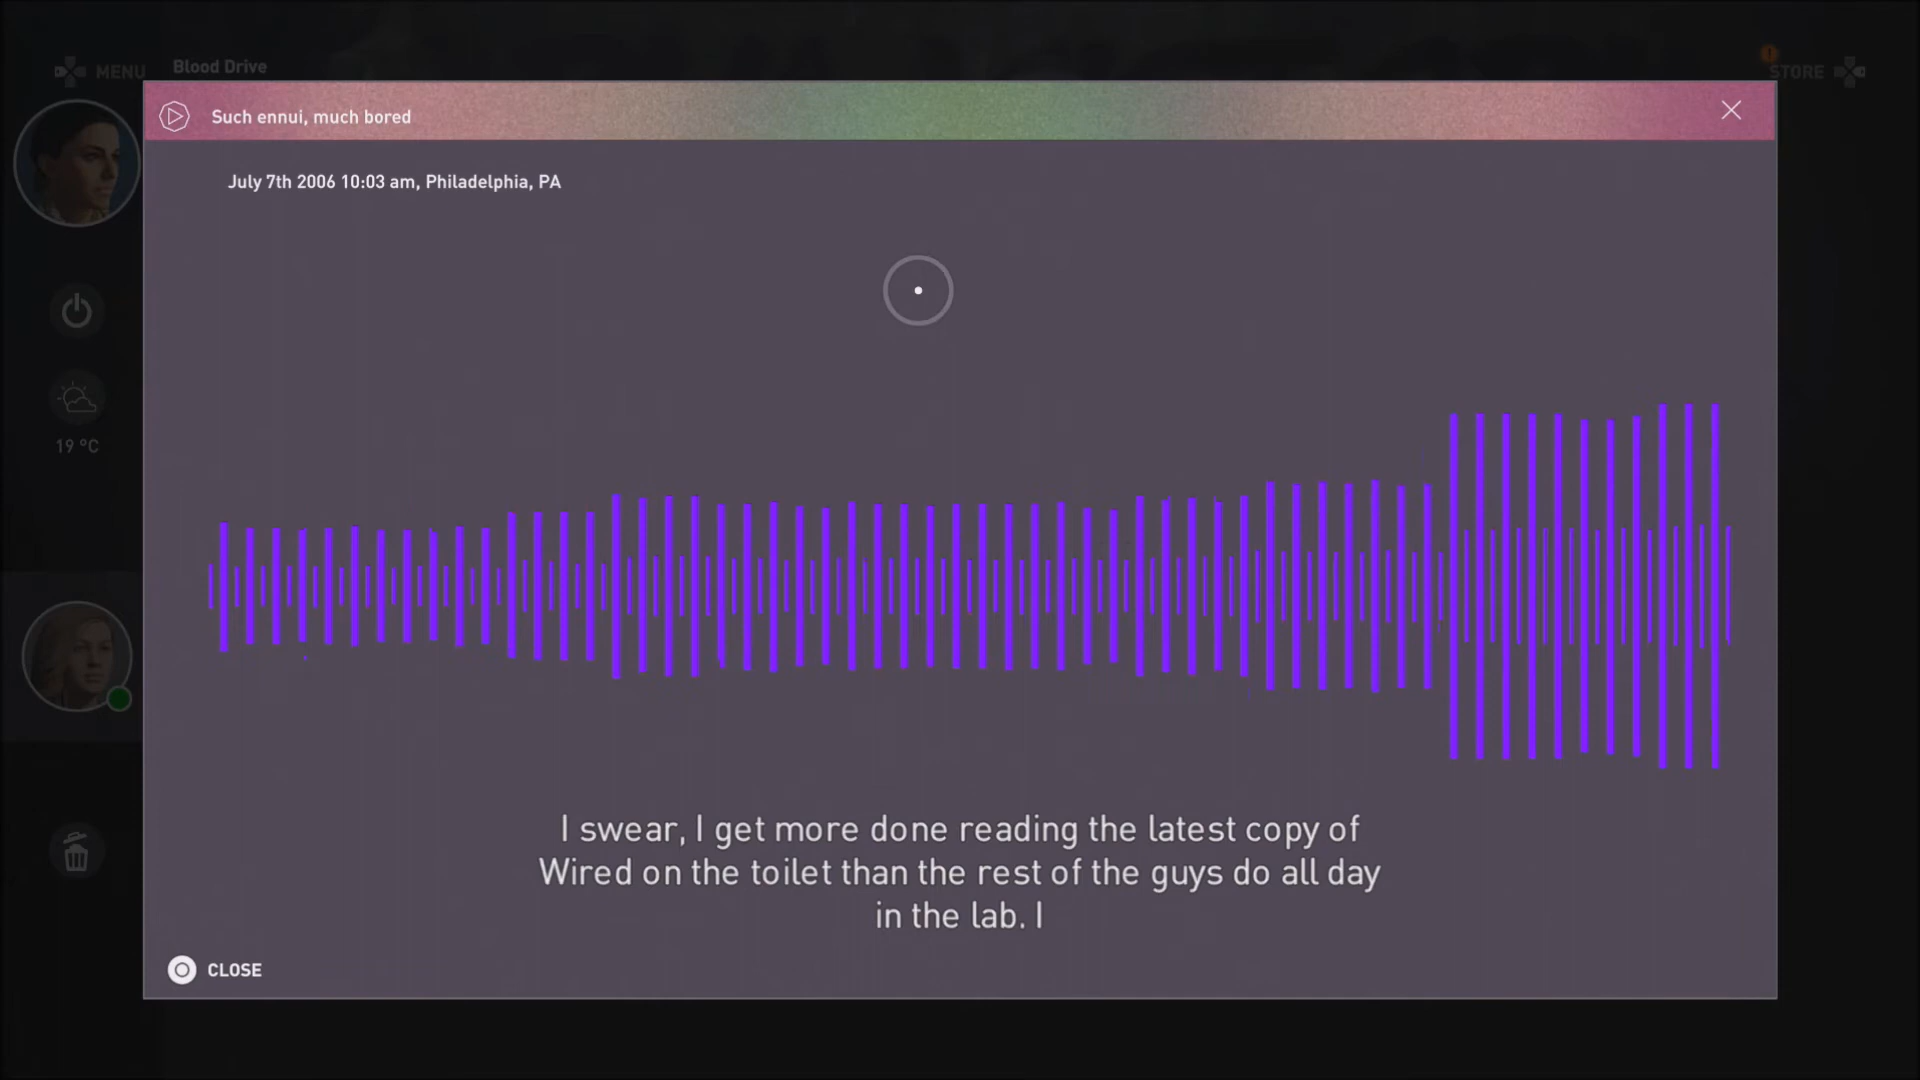 MENU
Blood Drive
!
STORE
Such ennui, much bored
July 7th 2006 10:03 am, Philadelphia, PA
19 °C
I swear, I get more done reading the latest copy of
Wired on the toilet than the rest of the guys do all day
in the lab. I
CLOSE